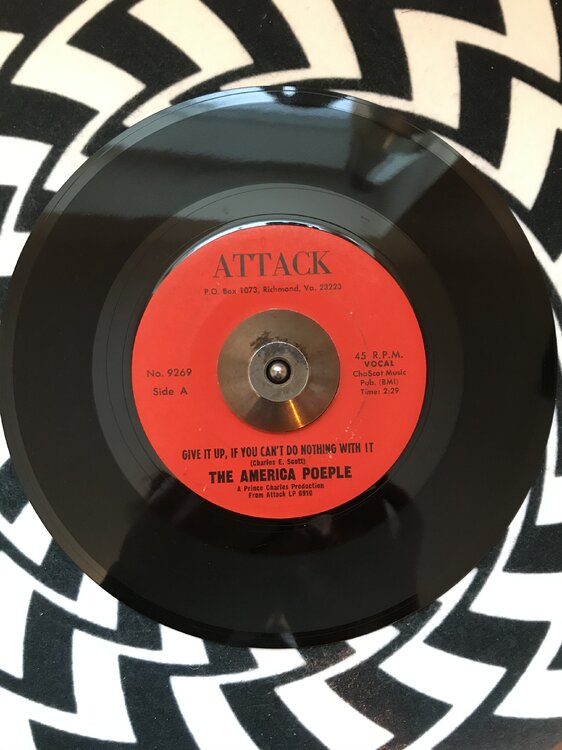 ATTACK
P.O. Box 1073, Richmond, Va. 23223
No. 9269
Side A
45 R.P.M.
VOCAL
ChaScot Music
Pub. (BMI)
Time: 2:29
GIVE IT UP, IF YOU CAN'T DO NOTHING WITH IT
(Charles E. Scott)
THE AMERICA POEPLE
A Prince Charles Production
From Attack LP 6910